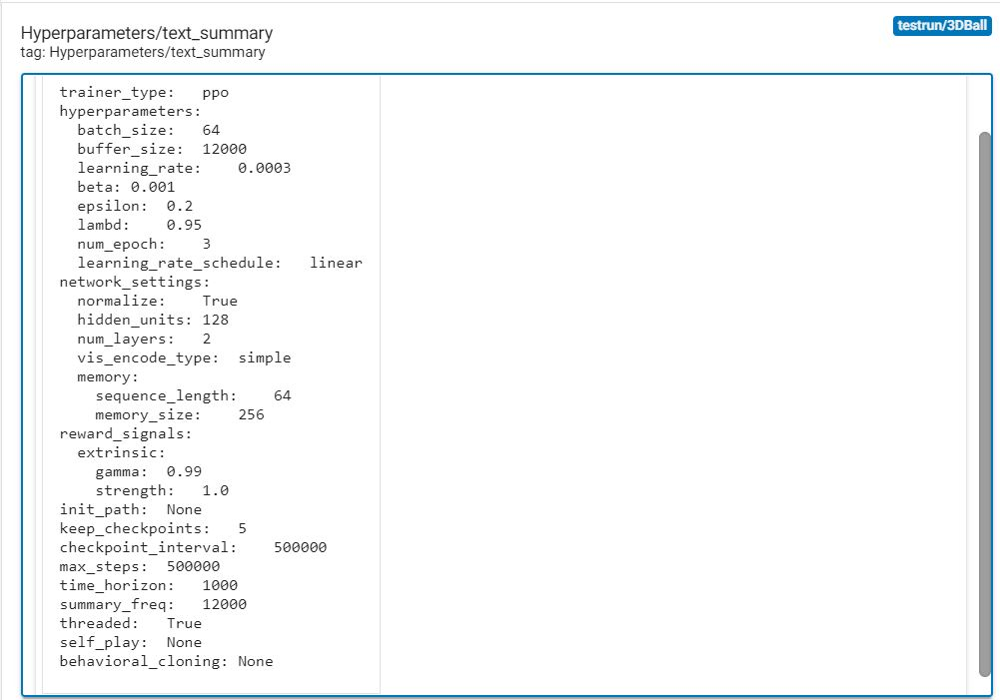 Hyperparameters/text_summary
testrun/3DBall
tag: Hyperparameters/text_summary
trainer_type:   ppo
hyperparameters:
  batch_size:   64
  buffer_size:  12000
  learning_rate:    0.0003
  beta: 0.001
  epsilon:  0.2
  lambd:    0.95
  num_epoch:    3
  learning_rate_schedule:   linear
network_settings:
  normalize:    True
  hidden_units: 128
  num_layers:   2
  vis_encode_type:  simple
  memory:
    sequence_length:    64
    memory_size:    256
reward_signals:
  extrinsic:
    gamma:  0.99
    strength:   1.0
init_path:  None
keep_checkpoints:   5
checkpoint_interval:    500000
max_steps:  500000
time_horizon:   1000
summary_freq:   12000
threaded:   True
self_play:  None
behavioral_cloning: None